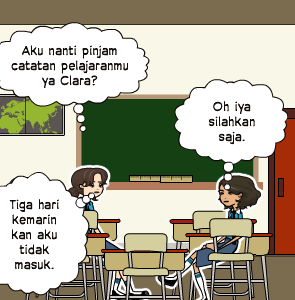 Aku nanti pinjam
catatan pelajaranmu
ya Clara?
Oh iya
silahkan
saja.
Tiga hari
kemarin
kan aku
tidak
masuk.